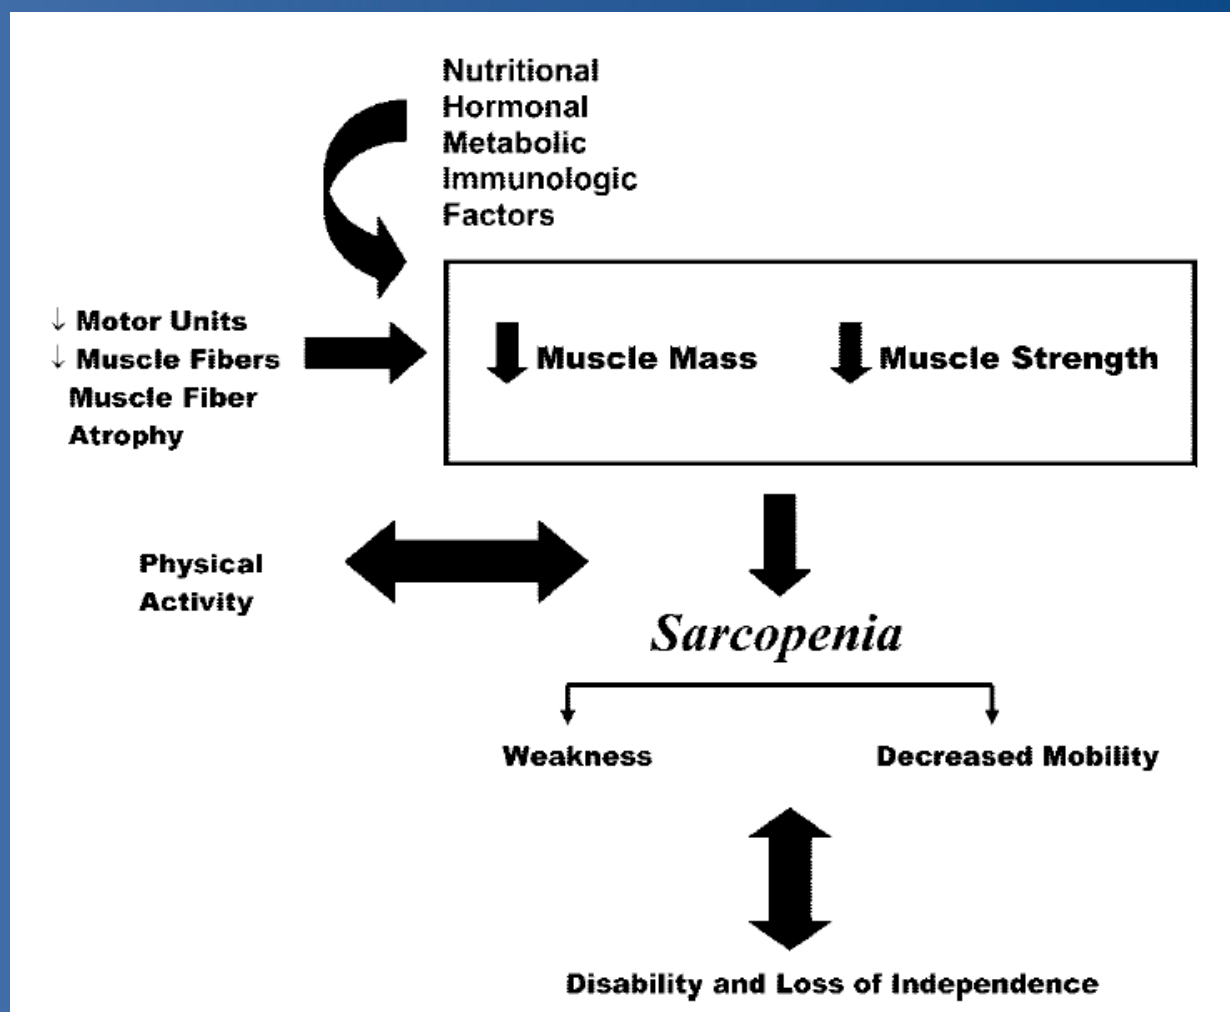 Nutritional
Hormonal
Metabolic
Immunologic
Factors
↓ Motor Units
↓ Muscle Fibers
Muscle Fiber
Atrophy
Muscle Mass
Muscle Strength
Physical
Activity
Sarcopenia
Weakness
Decreased Mobility
Disability and Loss of Independence